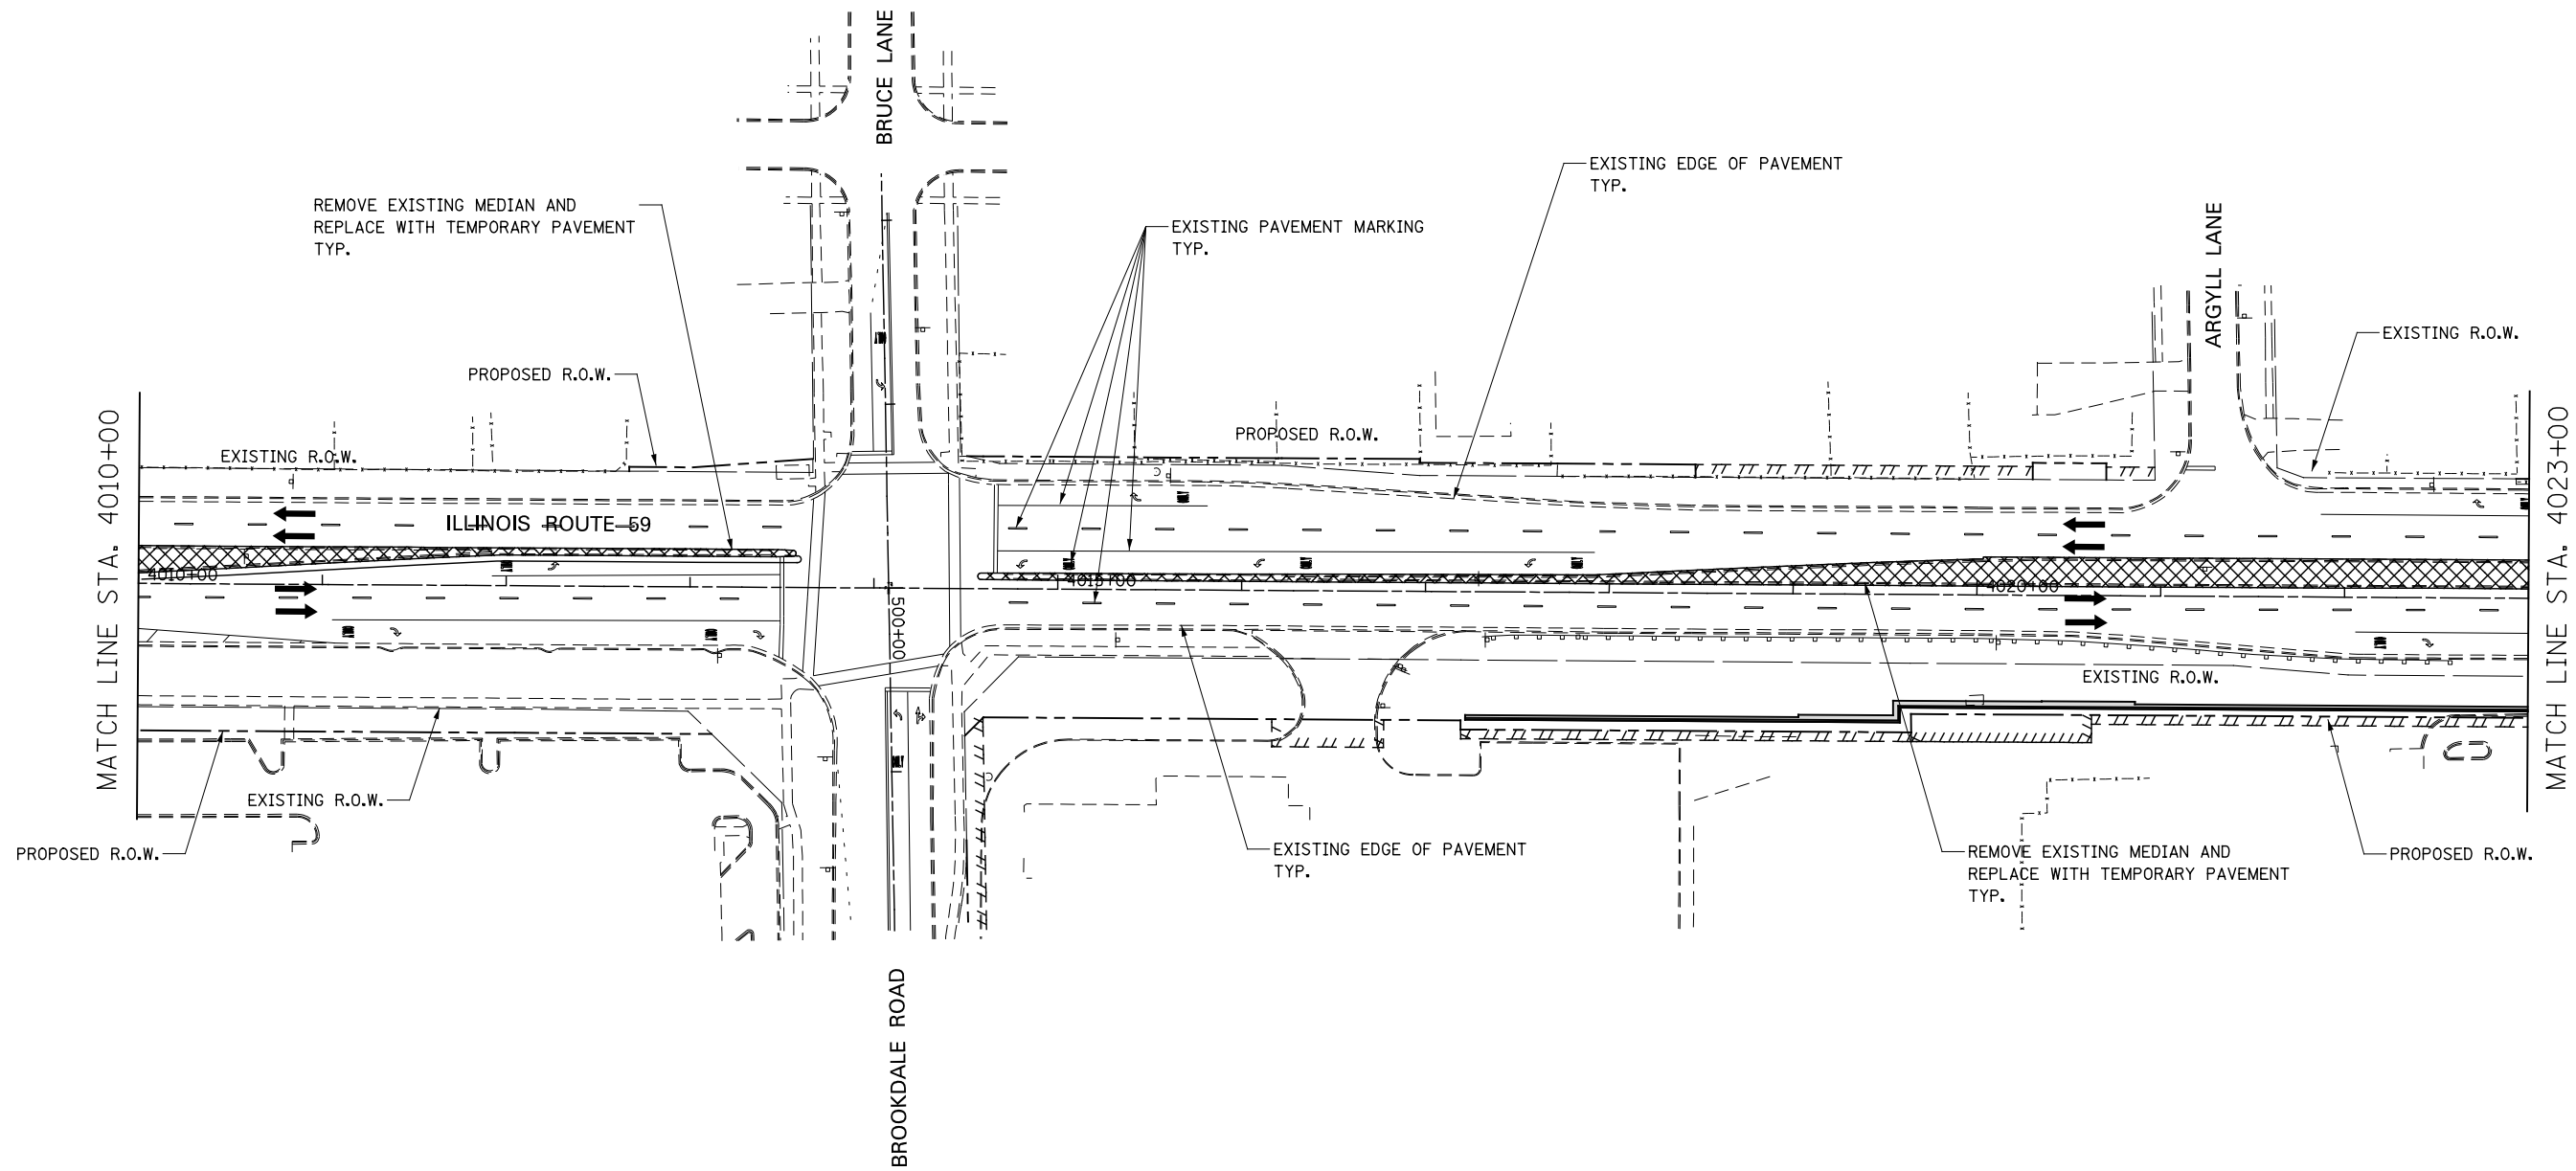 BRUCE LANE
EXISTING EDGE OF PAVEMENT
TYP.
REMOVE EXISTING MEDIAN AND
REPLACE WITH TEMPORARY PAVEMENT
TYP.
EXISTING PAVEMENT MARKING
TYP.
ARGYLL LANE
EXISTING R.O.W.
PROPOSED R.O.W.
MATCH LINE STA. 4010+00
EXISTING R.O.W.
PROPOSED R.O.W.
MATCH LINE STA. 4023+00
ILLINOIS ROUTE 59
4010+00
4015+00
4020+00
500+00
EXISTING R.O.W.
EXISTING R.O.W.
PROPOSED R.O.W.
EXISTING EDGE OF PAVEMENT
TYP.
REMOVE EXISTING MEDIAN AND
REPLACE WITH TEMPORARY PAVEMENT
TYP.
PROPOSED R.O.W.
BROOKDALE ROAD